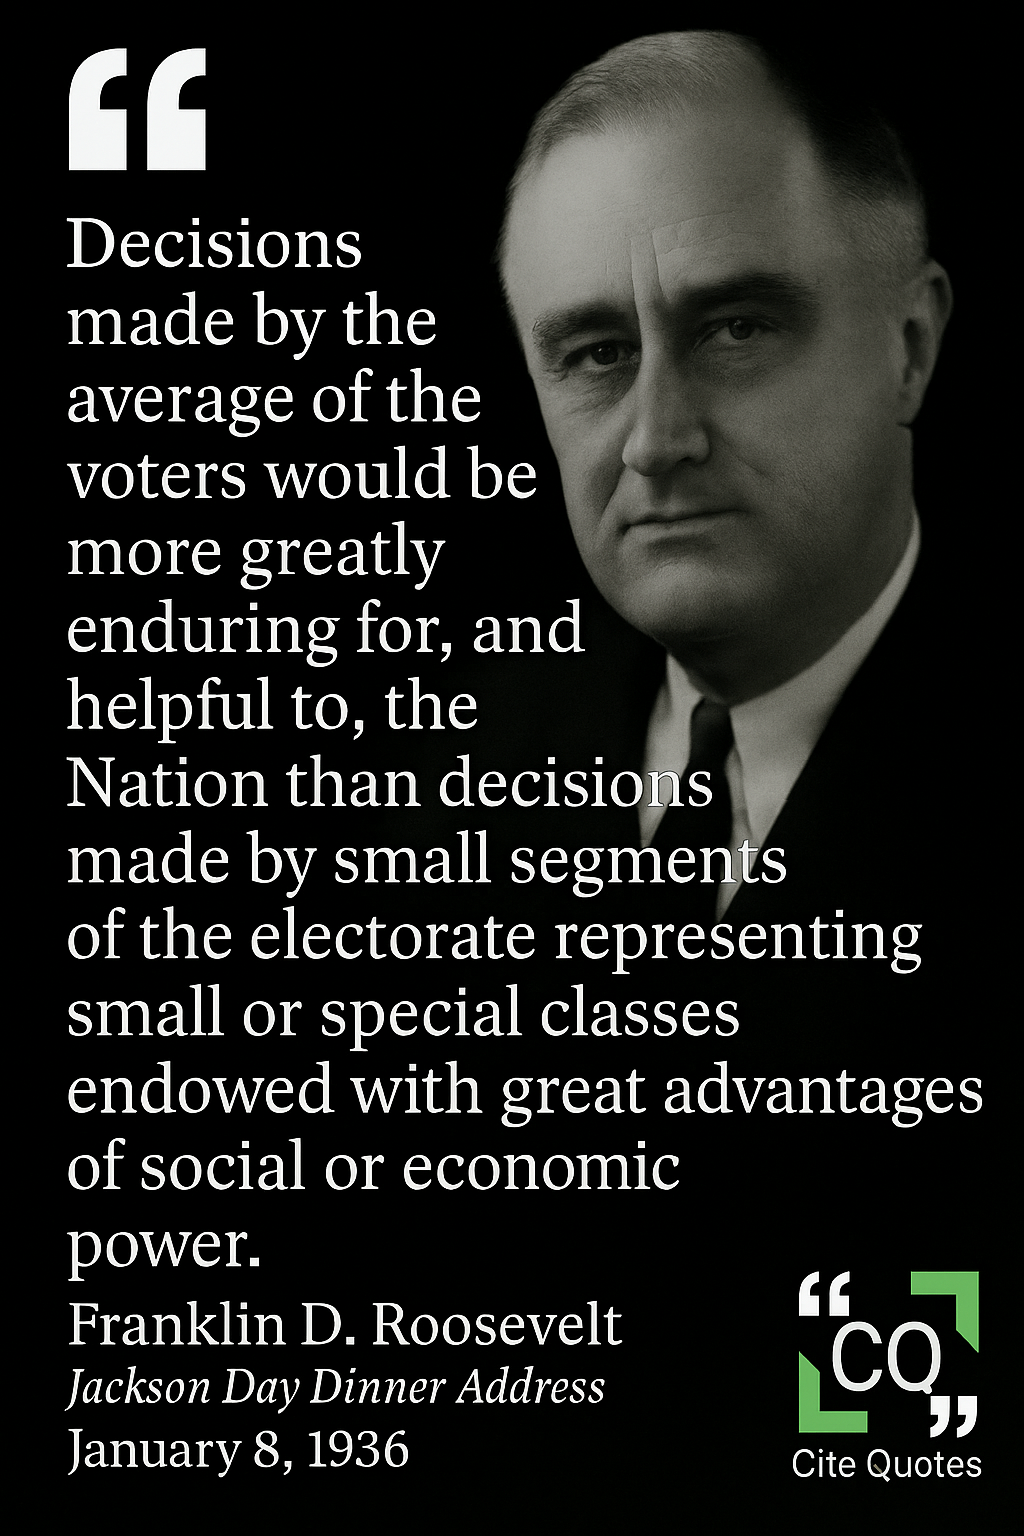 “
Decisions
made by the
average of the
voters would be
more greatly
enduring for, and
helpful to, the
Nation than decisions
made by small segments
of the electorate representing
small or special classes
endowed with great advantages
of social or economic
power.
Franklin D. Roosevelt
Jackson Day Dinner Address
January 8, 1936
“CQ”
Cite Quotes